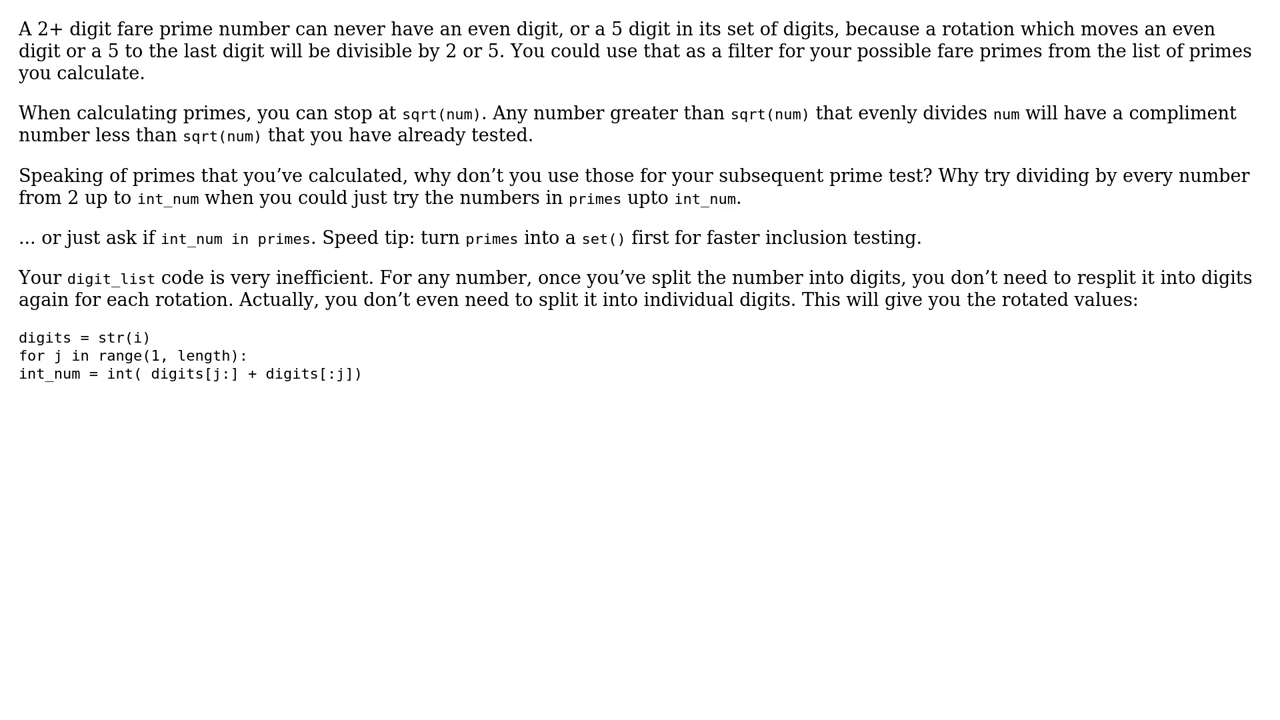 A 2+ digit fare prime number can never have an even digit, or a 5 digit in its set of digits, because a rotation which moves an even
digit or a 5 to the last digit will be divisible by 2 or 5. You could use that as a filter for your possible fare primes from the list of primes
you calculate.
When calculating primes, you can stop at sqrt(num). Any number greater than sqrt(num) that evenly divides num will have a compliment
number less than sqrt(num) that you have already tested.
Speaking of primes that you’ve calculated, why don’t you use those for your subsequent prime test? Why try dividing by every number
from 2 up to int_num when you could just try the numbers in primes upto int_num.
... or just ask if int_num in primes. Speed tip: turn primes into a set() first for faster inclusion testing.
Your digit_list code is very inefficient. For any number, once you’ve split the number into digits, you don’t need to resplit it into digits
again for each rotation. Actually, you don’t even need to split it into individual digits. This will give you the rotated values:
digits = str(i)
for j in range(1, length):
int_num = int( digits[j:] + digits[:j])